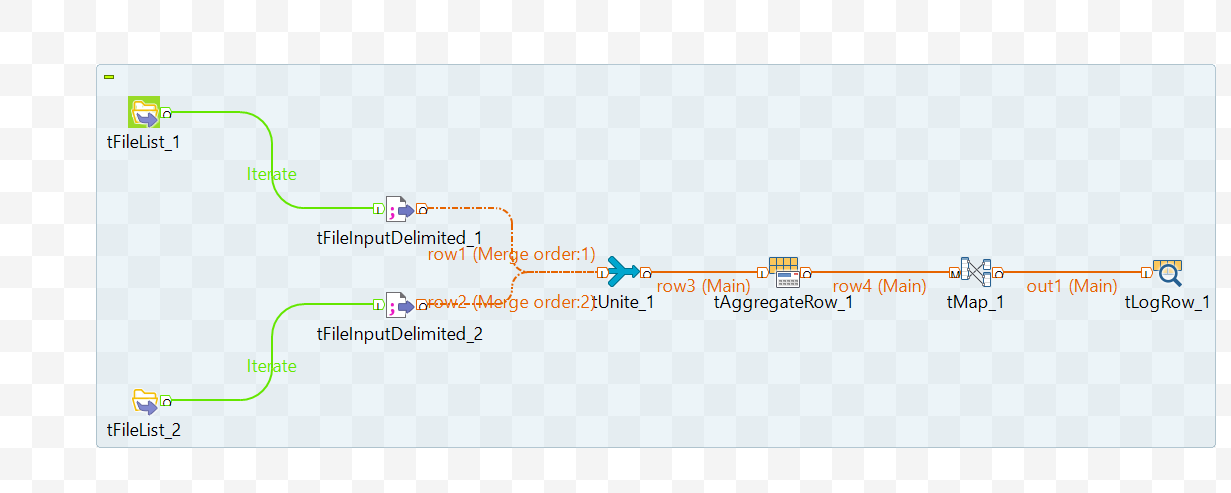 tFileList_1
Iterate
tFileInputDelimited_1
row1 (Merge order:1)
row2 (Merge order:2)
tUnite_1
row3 (Main)
tAggregateRow_1
row4 (Main)
tMap_1
out1 (Main)
tLogRow_1
tFileInputDelimited_2
Iterate
tFileList_2